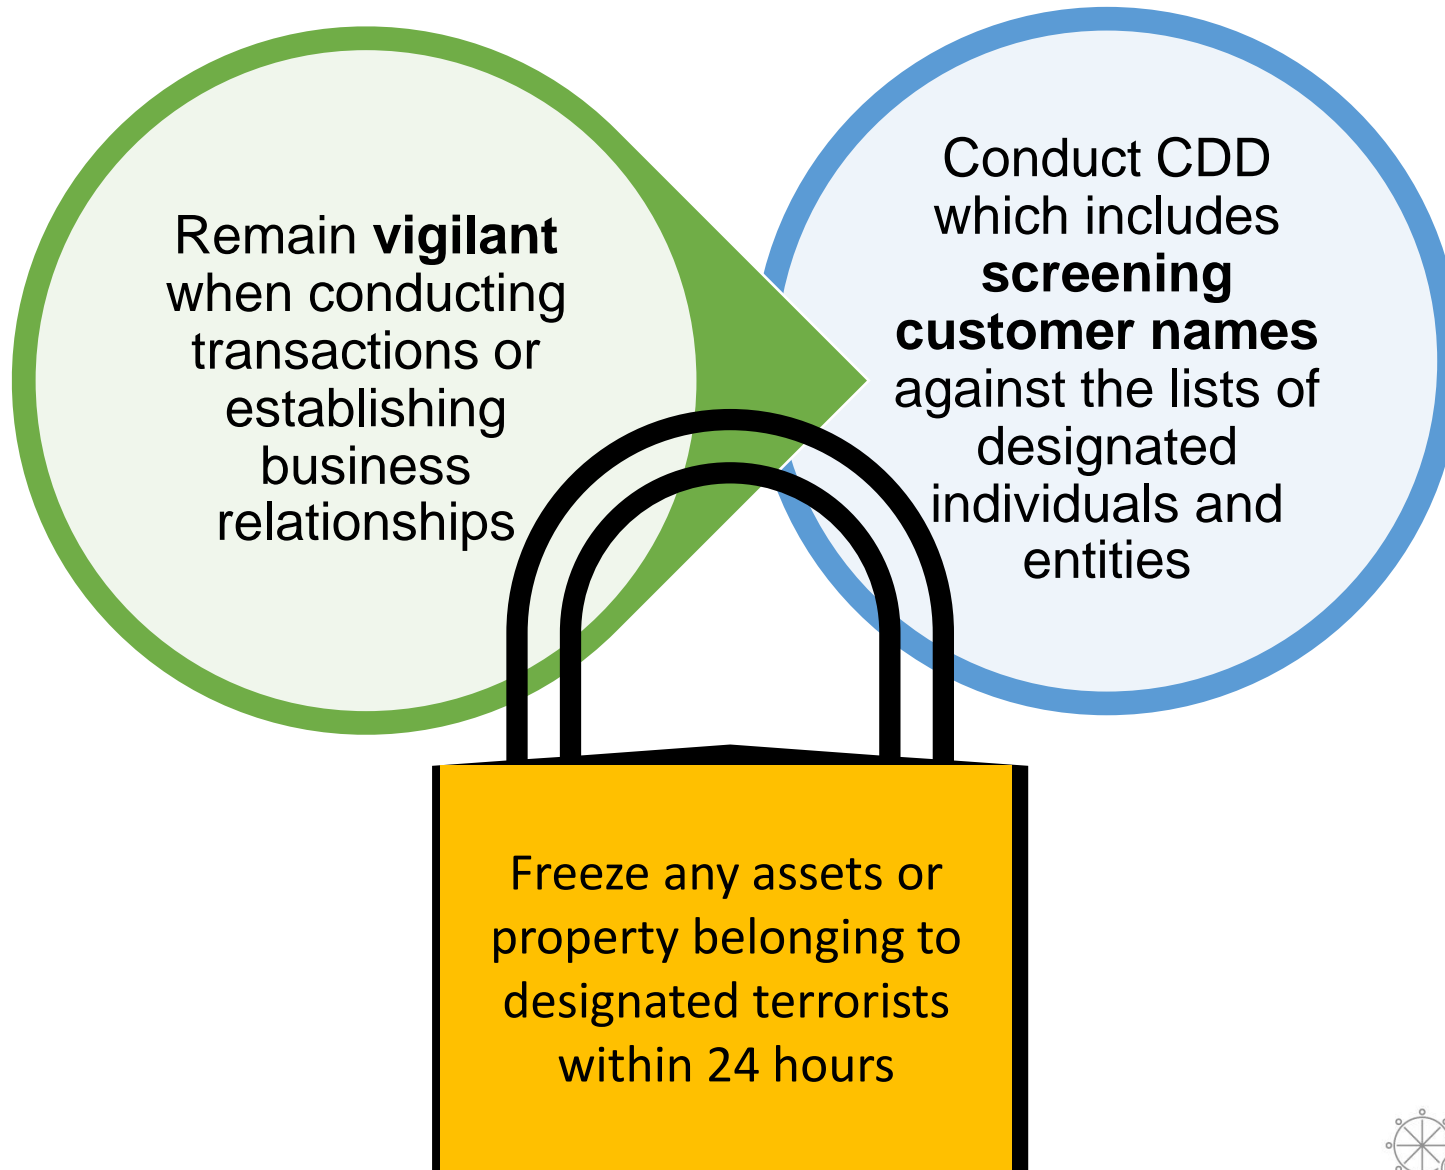 Remain vigilant
when conducting
transactions or
establishing
business
relationships
Conduct CDD
which includes
screening
customer names
against the lists of
designated
individuals and
entities
Freeze any assets or
property belonging to
designated terrorists
within 24 hours